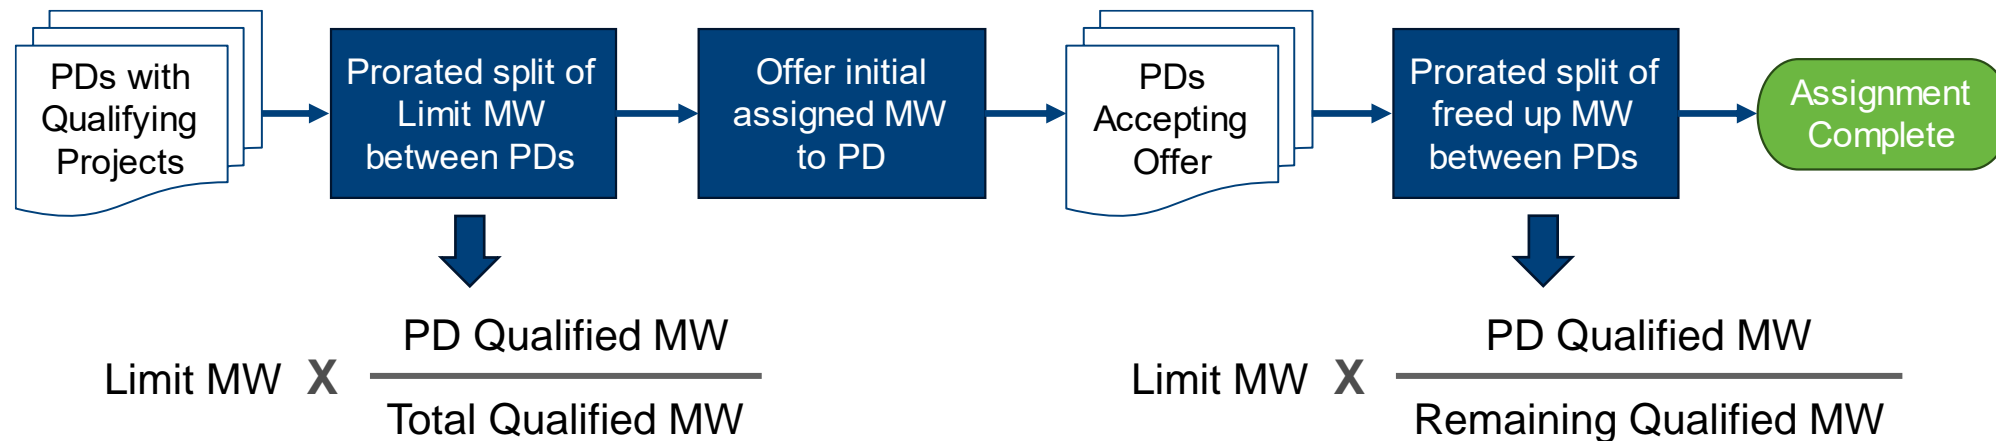 PDs with
Qualifying
Projects
Prorated split of
Limit MW
between PDs
Offer initial
assigned MW
to PD
PDs
Accepting
Offer
Prorated split of
freed up MW
between PDs
Assignment
Complete
Limit MW X
PD Qualified MW
Total Qualified MW
Limit MW X
PD Qualified MW
Remaining Qualified MW